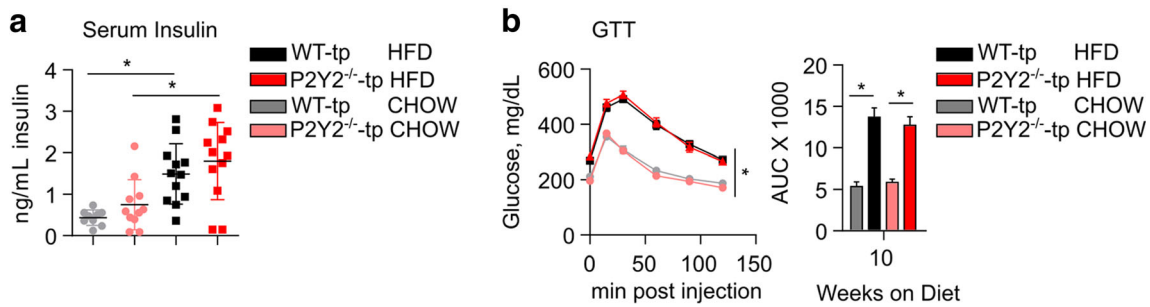 a
Serum Insulin
ng/mL insulin
4
3
2
1
0
*
*
WT-tp HFD
P2Y2⁻/⁻-tp HFD
WT-tp CHOW
P2Y2⁻/⁻-tp CHOW
b
GTT
Glucose, mg/dL
600
400
200
0
0 50 100 150
min post injection
*
AUC X 1000
20
15
10
5
0
* *
10
Weeks on Diet
WT-tp HFD
P2Y2⁻/⁻-tp HFD
WT-tp CHOW
P2Y2⁻/⁻-tp CHOW